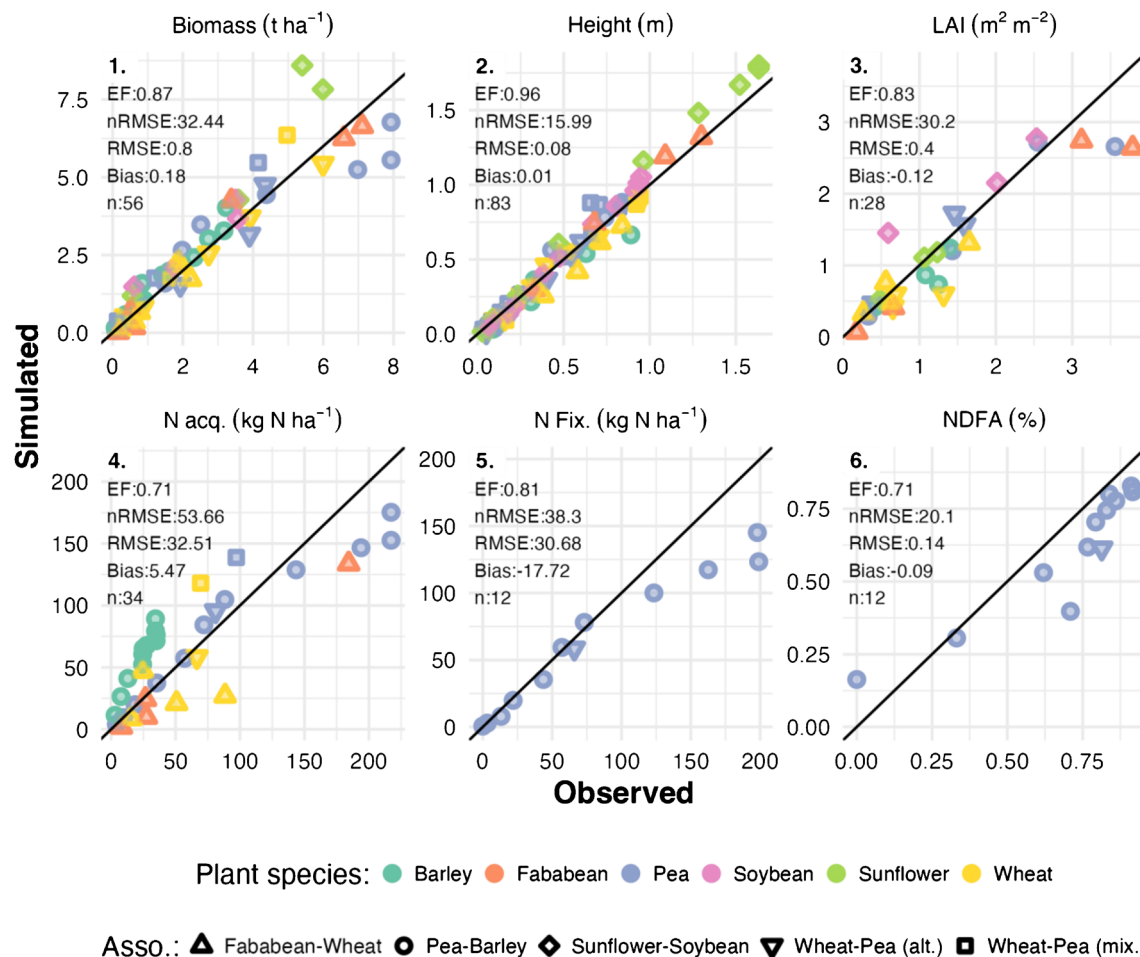 Biomass (t ha⁻¹)
1.
EF:0.87
nRMSE:32.44
RMSE:0.8
Bias:0.18
n:56
7.5
5.0
2.5
0.0
0 2 4 6 8
Height (m)
2.
EF:0.96
nRMSE:15.99
RMSE:0.08
Bias:0.01
n:83
1.5
1.0
0.5
0.0
0.0 0.5 1.0 1.5
LAI (m² m⁻²)
3.
EF:0.83
nRMSE:30.2
RMSE:0.4
Bias:-0.12
n:28
3
2
1
0
0 1 2 3
Simulated
N acq. (kg N ha⁻¹)
4.
EF:0.71
nRMSE:53.66
RMSE:32.51
Bias:5.47
n:34
200
150
100
50
0
0 50 100 150 200
N Fix. (kg N ha⁻¹)
5.
EF:0.81
nRMSE:38.3
RMSE:30.68
Bias:-17.72
n:12
200
150
100
50
0
0 50 100 150 200
NDFA (%)
6.
EF:0.71
nRMSE:20.1
RMSE:0.14
Bias:-0.09
n:12
0.75
0.50
0.25
0.00
0.00 0.25 0.50 0.75
Observed
Plant species: Barley Fababean Pea Soybean Sunflower Wheat
Asso.: Fababean-Wheat Pea-Barley Sunflower-Soybean Wheat-Pea (alt.) Wheat-Pea (mix.